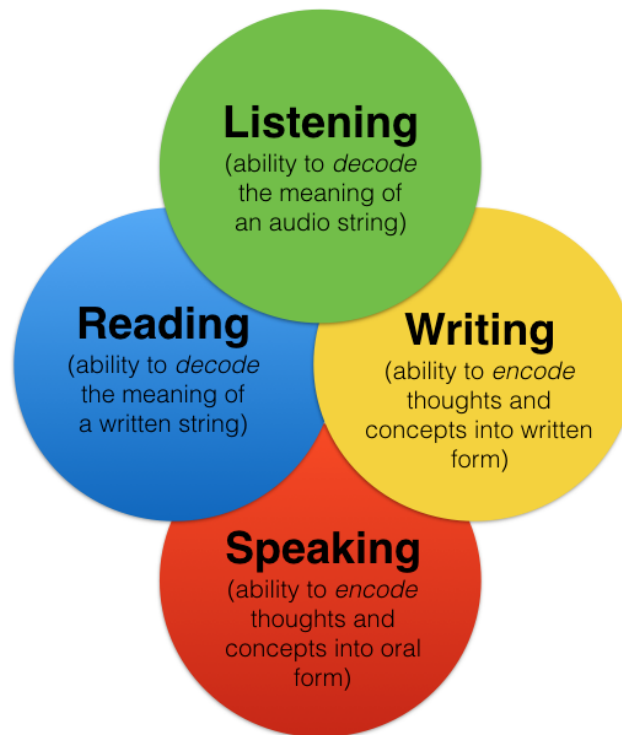 Listening
(ability to decode
the meaning of
an audio string)
Reading
(ability to decode
the meaning of
a written string)
Writing
(ability to encode
thoughts and
concepts into written
form)
Speaking
(ability to encode
thoughts and
concepts into oral
form)